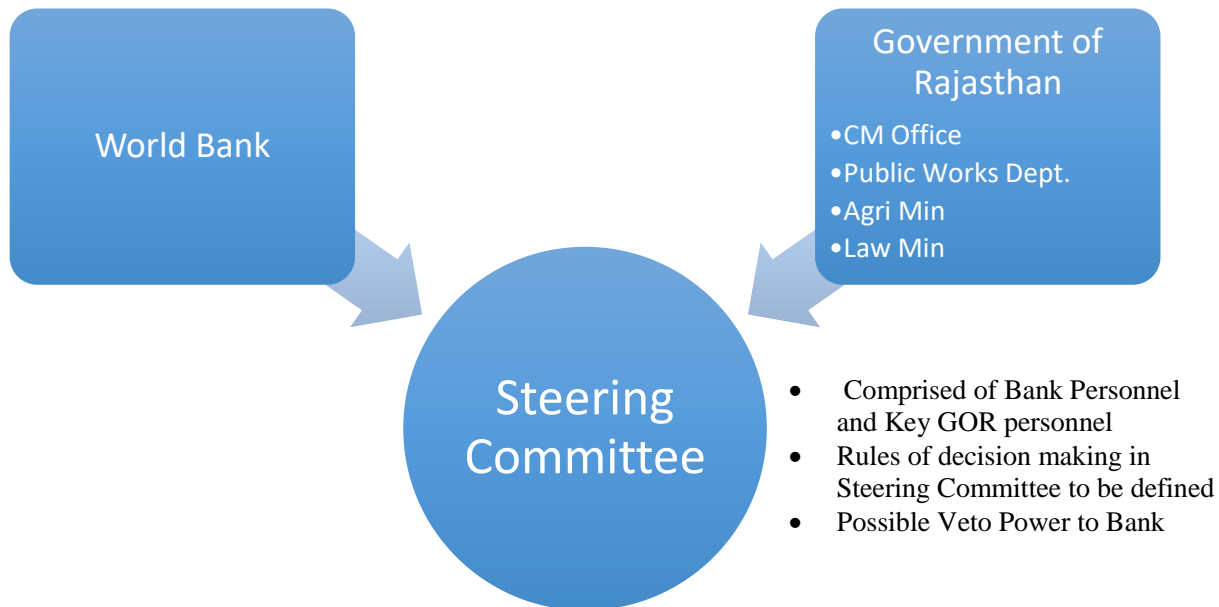 World Bank
Government of
Rajasthan
•CM Office
•Public Works Dept.
•Agri Min
•Law Min
Steering
Committee
• Comprised of Bank Personnel
and Key GOR personnel
• Rules of decision making in
Steering Committee to be defined
• Possible Veto Power to Bank